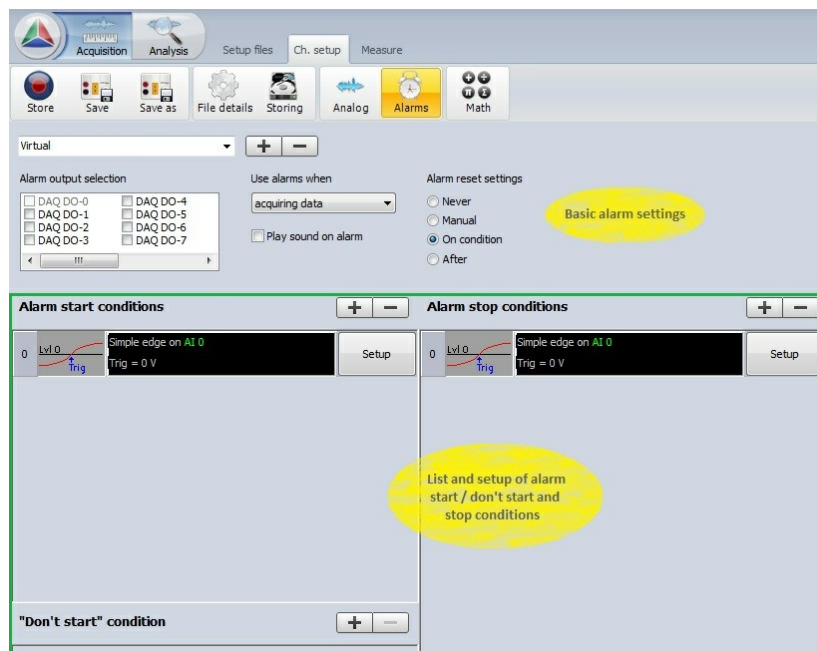 Acquisition
Analysis
Setup files
Ch. setup
Measure
Store
Save
Save as
File details
Storing
Analog
Alarms
Math
Virtual
Alarm output selection
Use alarms when
Alarm reset settings
DAQ DO-0
DAQ DO-4
DAQ DO-1
DAQ DO-5
DAQ DO-2
DAQ DO-6
DAQ DO-3
DAQ DO-7
acquiring data
Play sound on alarm
Never
Manual
On condition
After
Basic alarm settings
Alarm start conditions
0
Lvl 0
Trig
Simple edge on AI 0
Trig = 0 V
Setup
Alarm stop conditions
0
Lvl 0
Trig
Simple edge on AI 0
Trig = 0 V
Setup
List and setup of alarm
start / don't start and
stop conditions
"Don't start" condition